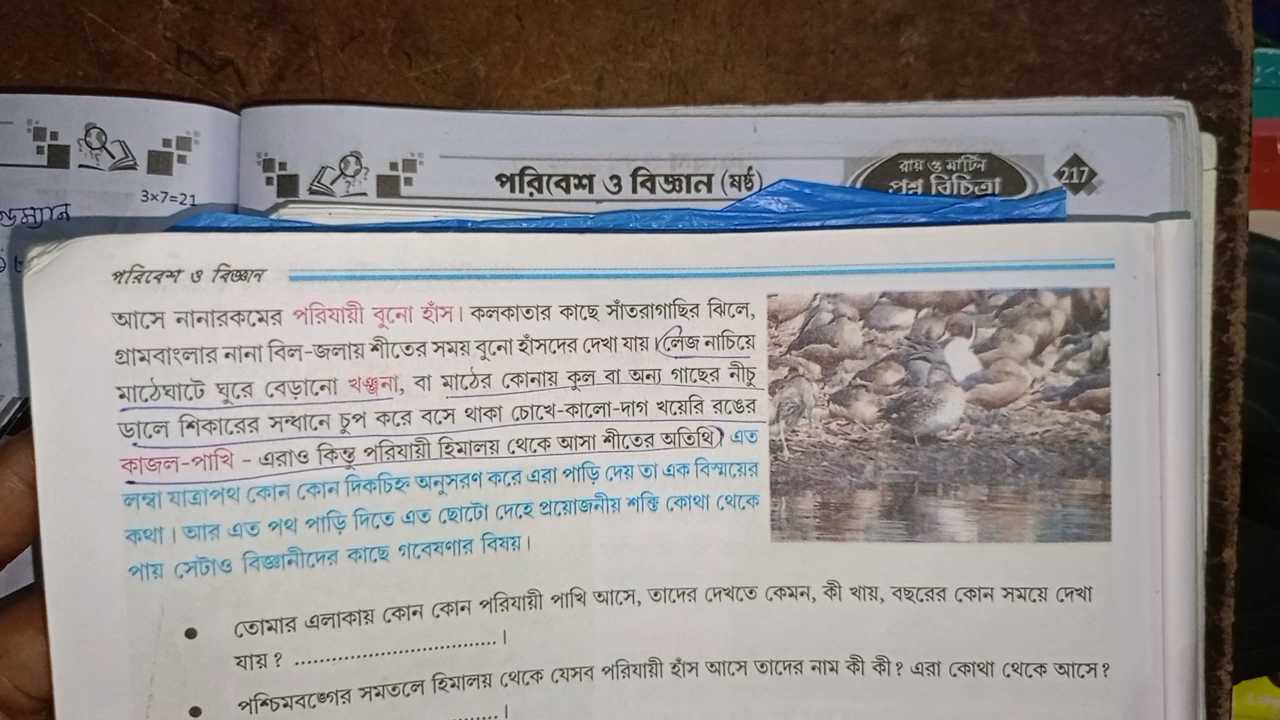 3×7=21
পরিবেশ ও বিজ্ঞান (ষষ্ঠ)
রায় ও মার্টিন
প্রশ্ন বিচিত্রা
217
পরিবেশ ও বিজ্ঞান
আসে নানারকমের পরিযায়ী বুনো হাঁস। কলকাতার কাছে সাঁতরাগাছির ঝিলে,
গ্রামবাংলার নানা বিল-জলায় শীতের সময় বুনো হাঁসদের দেখা যায়। লেজ নাচিয়ে
মাঠেঘাটে ঘুরে বেড়ানো খঞ্জনা, বা মাঠের কোনায় কুল বা অন্য গাছের নীচু
ডালে শিকারের সন্ধানে চুপ করে বসে থাকা চোখে-কালো-দাগ খয়েরি রঙের
কাজল-পাখি - এরাও কিন্তু পরিযায়ী হিমালয় থেকে আসা শীতের অতিথি। এত
লম্বা যাত্রাপথ কোন কোন দিকচিহ্ন অনুসরণ করে এরা পাড়ি দেয় তা এক বিস্ময়ের
কথা। আর এত পথ পাড়ি দিতে এত ছোটো দেহে প্রয়োজনীয় শক্তি কোথা থেকে
পায় সেটাও বিজ্ঞানীদের কাছে গবেষণার বিষয়।
● তোমার এলাকায় কোন কোন পরিযায়ী পাখি আসে, তাদের দেখতে কেমন, কী খায়, বছরের কোন সময়ে দেখা
যায়? ....................................।
● পশ্চিমবঙ্গের সমতলে হিমালয় থেকে যেসব পরিযায়ী হাঁস আসে তাদের নাম কী কী? এরা কোথা থেকে আসে?
.....।